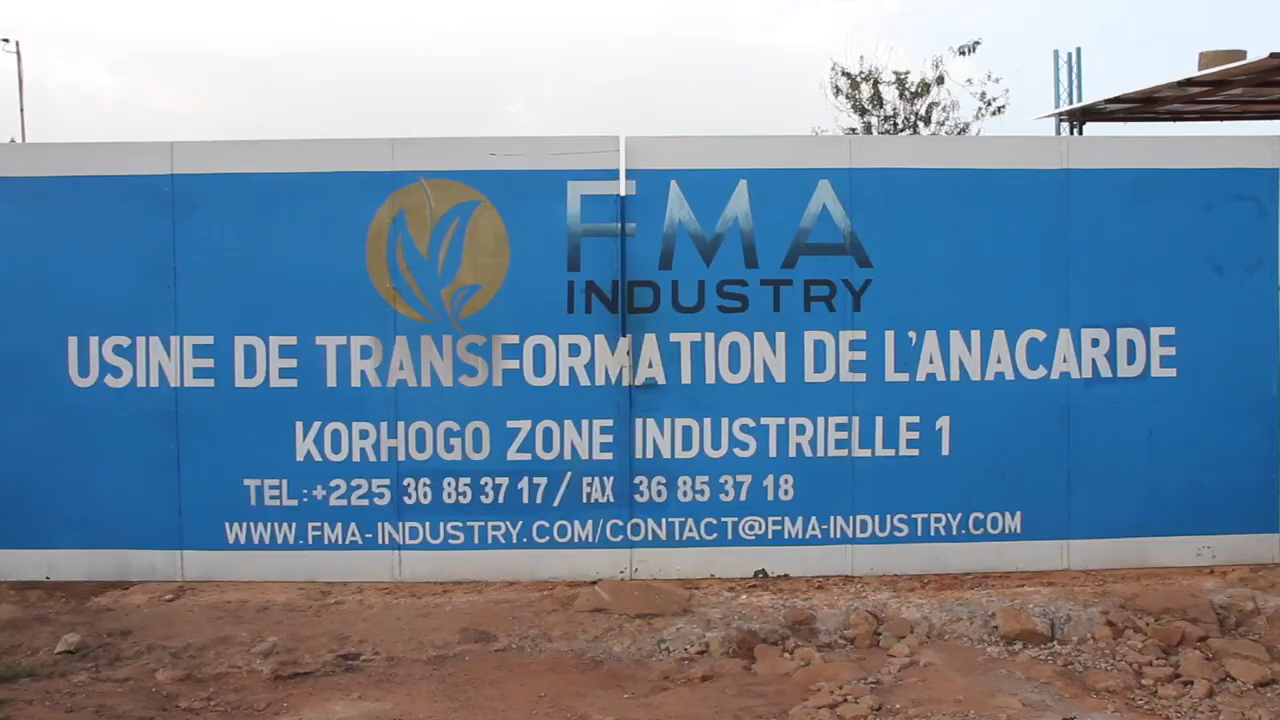 FMA
INDUSTRY
USINE DE TRANSFORMATION DE L'ANACARDE
KORHOGO ZONE INDUSTRIELLE 1
TEL:+225 36 85 37 17 / FAX 36 85 37 18
WWW.FMA-INDUSTRY.COM/CONTACT@FMA-INDUSTRY.COM